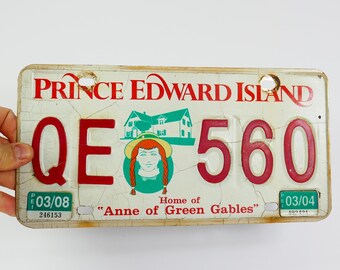 PRINCE EDWARD ISLAND
QE 560
03/08 03/04
246153
Home of
"Anne of Green Gables"